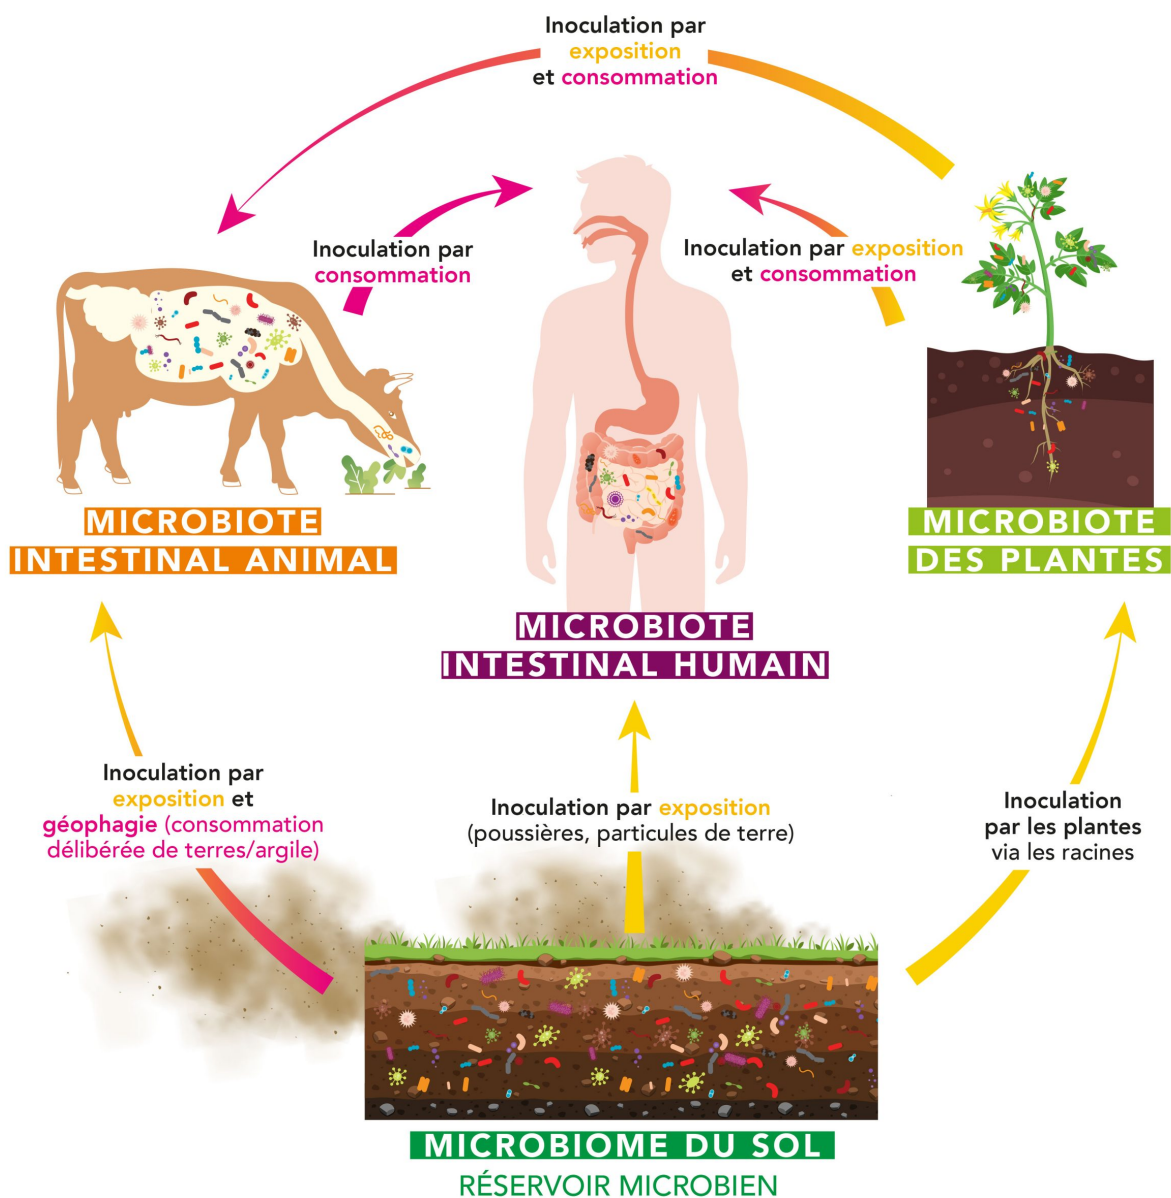 Inoculation par
exposition
et consommation
Inoculation par
consommation
Inoculation par exposition
et consommation
MICROBIOTE
INTESTINAL ANIMAL
MICROBIOTE
DES PLANTES
MICROBIOTE
INTESTINAL HUMAIN
Inoculation par
exposition et
géophagie (consommation
délibérée de terres/argile)
Inoculation par exposition
(poussières, particules de terre)
Inoculation
par les plantes
via les racines
MICROBIOME DU SOL
RÉSERVOIR MICROBIEN